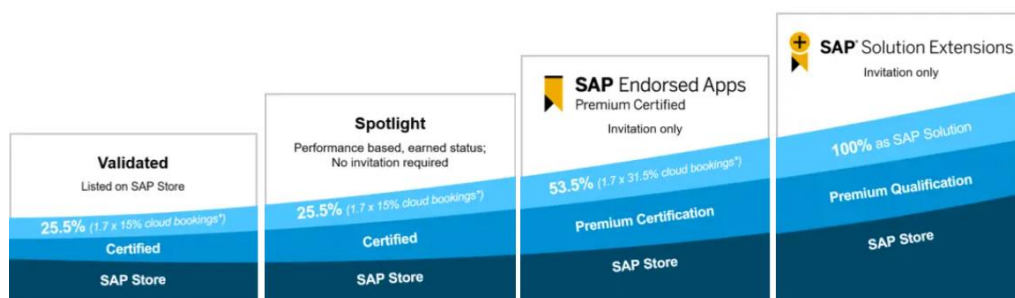 Validated
Listed on SAP Store
25.5% (1.7 x 15% cloud bookings*)
Certified
SAP Store
Spotlight
Performance based, earned status;
No invitation required
25.5% (1.7 x 15% cloud bookings*)
Certified
SAP Store
SAP Endorsed Apps
Premium Certified
Invitation only
53.5% (1.7 x 31.5% cloud bookings*)
Premium Certification
SAP Store
SAP® Solution Extensions
Invitation only
100% as SAP Solution
Premium Qualification
SAP Store